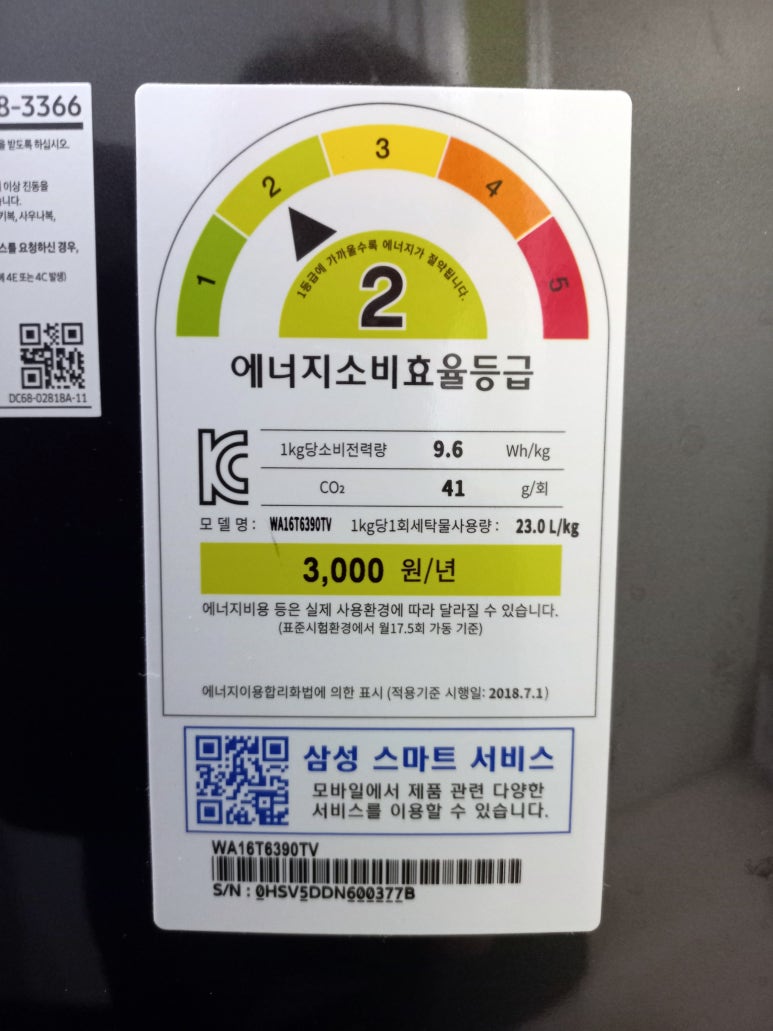 8-3366
을 받도록 하십시오.
이상 진동을
습니다.
키복, 사우나복,
스를 요청하신 경우,
4E 또는 4C 발생)
DC68-02818A-11
1
2
3
4
5
1등급에 가까울수록 에너지가 절약됩니다.
2
에너지소비효율등급
1kg당소비전력량 9.6 Wh/kg
CO₂ 41 g/회
모델명 : WA16T6390TV 1kg당1회세탁물사용량 : 23.0 L/kg
3,000 원/년
에너지비용 등은 실제 사용환경에 따라 달라질 수 있습니다.
(표준시험환경에서 월17.5회 가동 기준)
에너지이용합리화법에 의한 표시 (적용기준 시행일: 2018.7.1)
삼성 스마트 서비스
모바일에서 제품 관련 다양한
서비스를 이용할 수 있습니다.
WA16T6390TV
S/N : 0HSV5DDN600377B